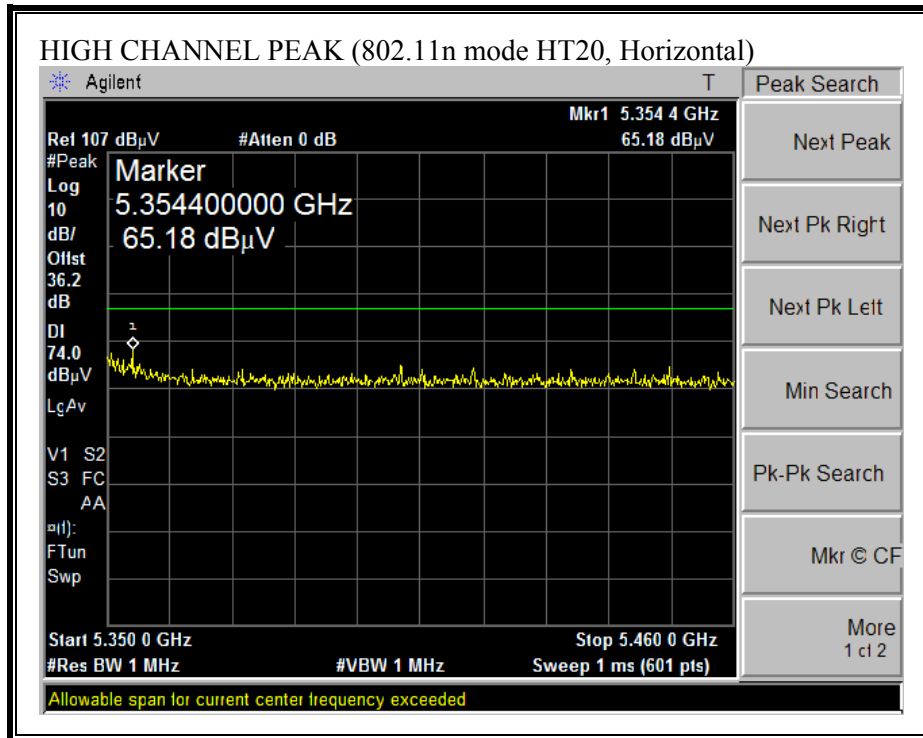 HIGH CHANNEL PEAK (802.11n mode HT20, Horizontal)
Agilent T
Peak Search
Mkr1 5.354 4 GHz
Ref 107 dBµV #Atten 0 dB 65.18 dBµV
#Peak
Log
10
dB/
Offst
36.2
dB
DI
74.0
dBµV
LgAv
V1 S2
S3 FC
AA
¤(f):
FTun
Swp
Marker
5.354400000 GHz
65.18 dBµV
1
Start 5.350 0 GHz Stop 5.460 0 GHz
#Res BW 1 MHz #VBW 1 MHz Sweep 1 ms (601 pts)
Allowable span for current center frequency exceeded
Next Peak
Next Pk Right
Next Pk Left
Min Search
Pk-Pk Search
Mkr © CF
More
1 of 2